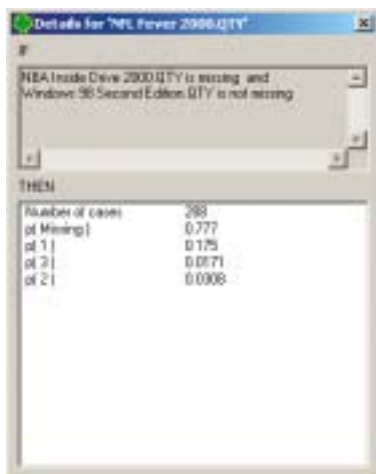 Details for "NFL Fever 2000.QTY"
IF
NBA Inside Drive 2000.QTY is missing and
Windows 98 Second Edition.QTY is not missing
THEN
Number of cases 288
p( Missing ) 0.777
p( 1 ) 0.175
p( 3 ) 0.0171
p( 2 ) 0.0308